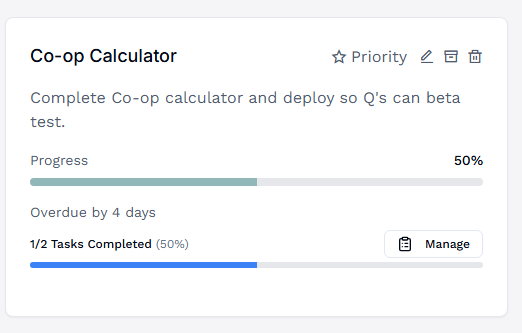 Co-op Calculator
Priority
Complete Co-op calculator and deploy so Q's can beta
test.
Progress
50%
Overdue by 4 days
1/2 Tasks Completed (50%)
Manage